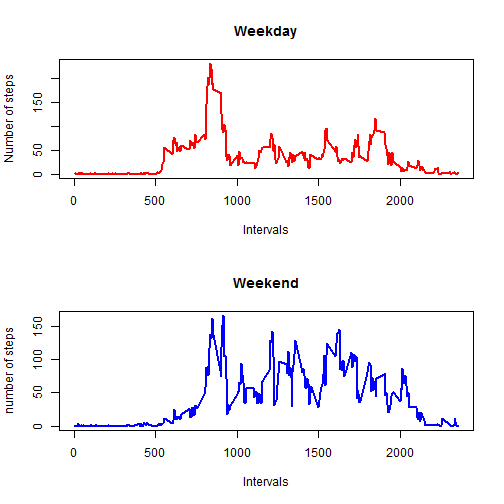 Weekday
Number of steps
0 50 150
0 500 1000 1500 2000
Intervals
Weekend
number of steps
0 50 100 150
0 500 1000 1500 2000
Intervals